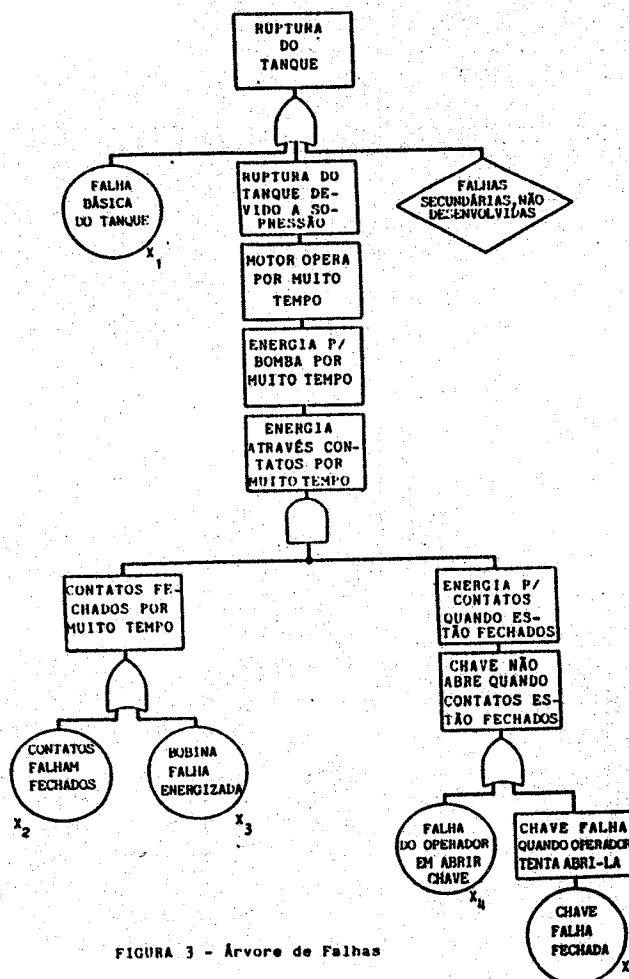 RUPTURA
DO
TANQUE
FALHA
BÁSICA
DO TANQUE
X1
RUPTURA DO
TANQUE DE-
VIDO A SO-
PRESSÃO
FALHAS
SECUNDÁRIAS,NÃO
DESENVOLVIDAS
MOTOR OPERA
POR MUITO
TEMPO
ENERGIA P/
BOMBA POR
MUITO TEMPO
ENERGIA
ATRAVÉS CON-
TATOS POR
MUITO TEMPO
CONTATOS FE-
CHADOS POR
MUITO TEMPO
ENERGIA P/
CONTATOS
QUANDO ES-
TÃO FECHADOS
CHAVE NÃO
ABRE QUANDO
CONTATOS ES-
TÃO FECHADOS
CONTATOS
FALHAM
FECHADOS
X2
BOBINA
FALHA
ENERGIZADA
X3
FALHA
DO OPERADOR
EM ABRIR
CHAVE
X4
CHAVE FALHA
QUANDO OPERADOR
TENTA ABRI-LA
CHAVE
FALHA
FECHADA
X
FIGURA 3 - Árvore de Falhas